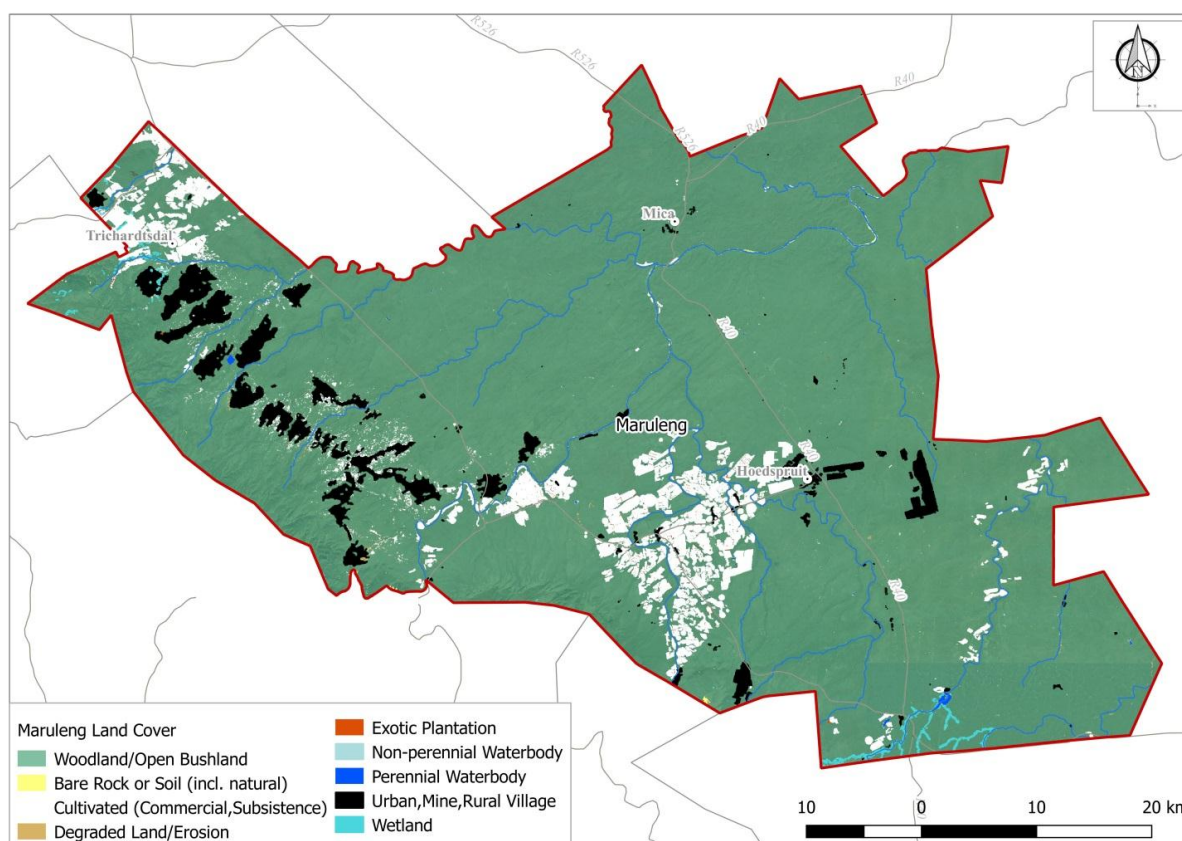 R526
R526
R40
R526
R40
N
Mica
Trichardtsdal
R40
Maruleng
R40
Hoedspruit
R40
Maruleng Land Cover
Woodland/Open Bushland
Bare Rock or Soil (incl. natural)
Cultivated (Commercial,Subsistence)
Degraded Land/Erosion
Exotic Plantation
Non-perennial Waterbody
Perennial Waterbody
Urban,Mine,Rural Village
Wetland
10 0 10 20 km